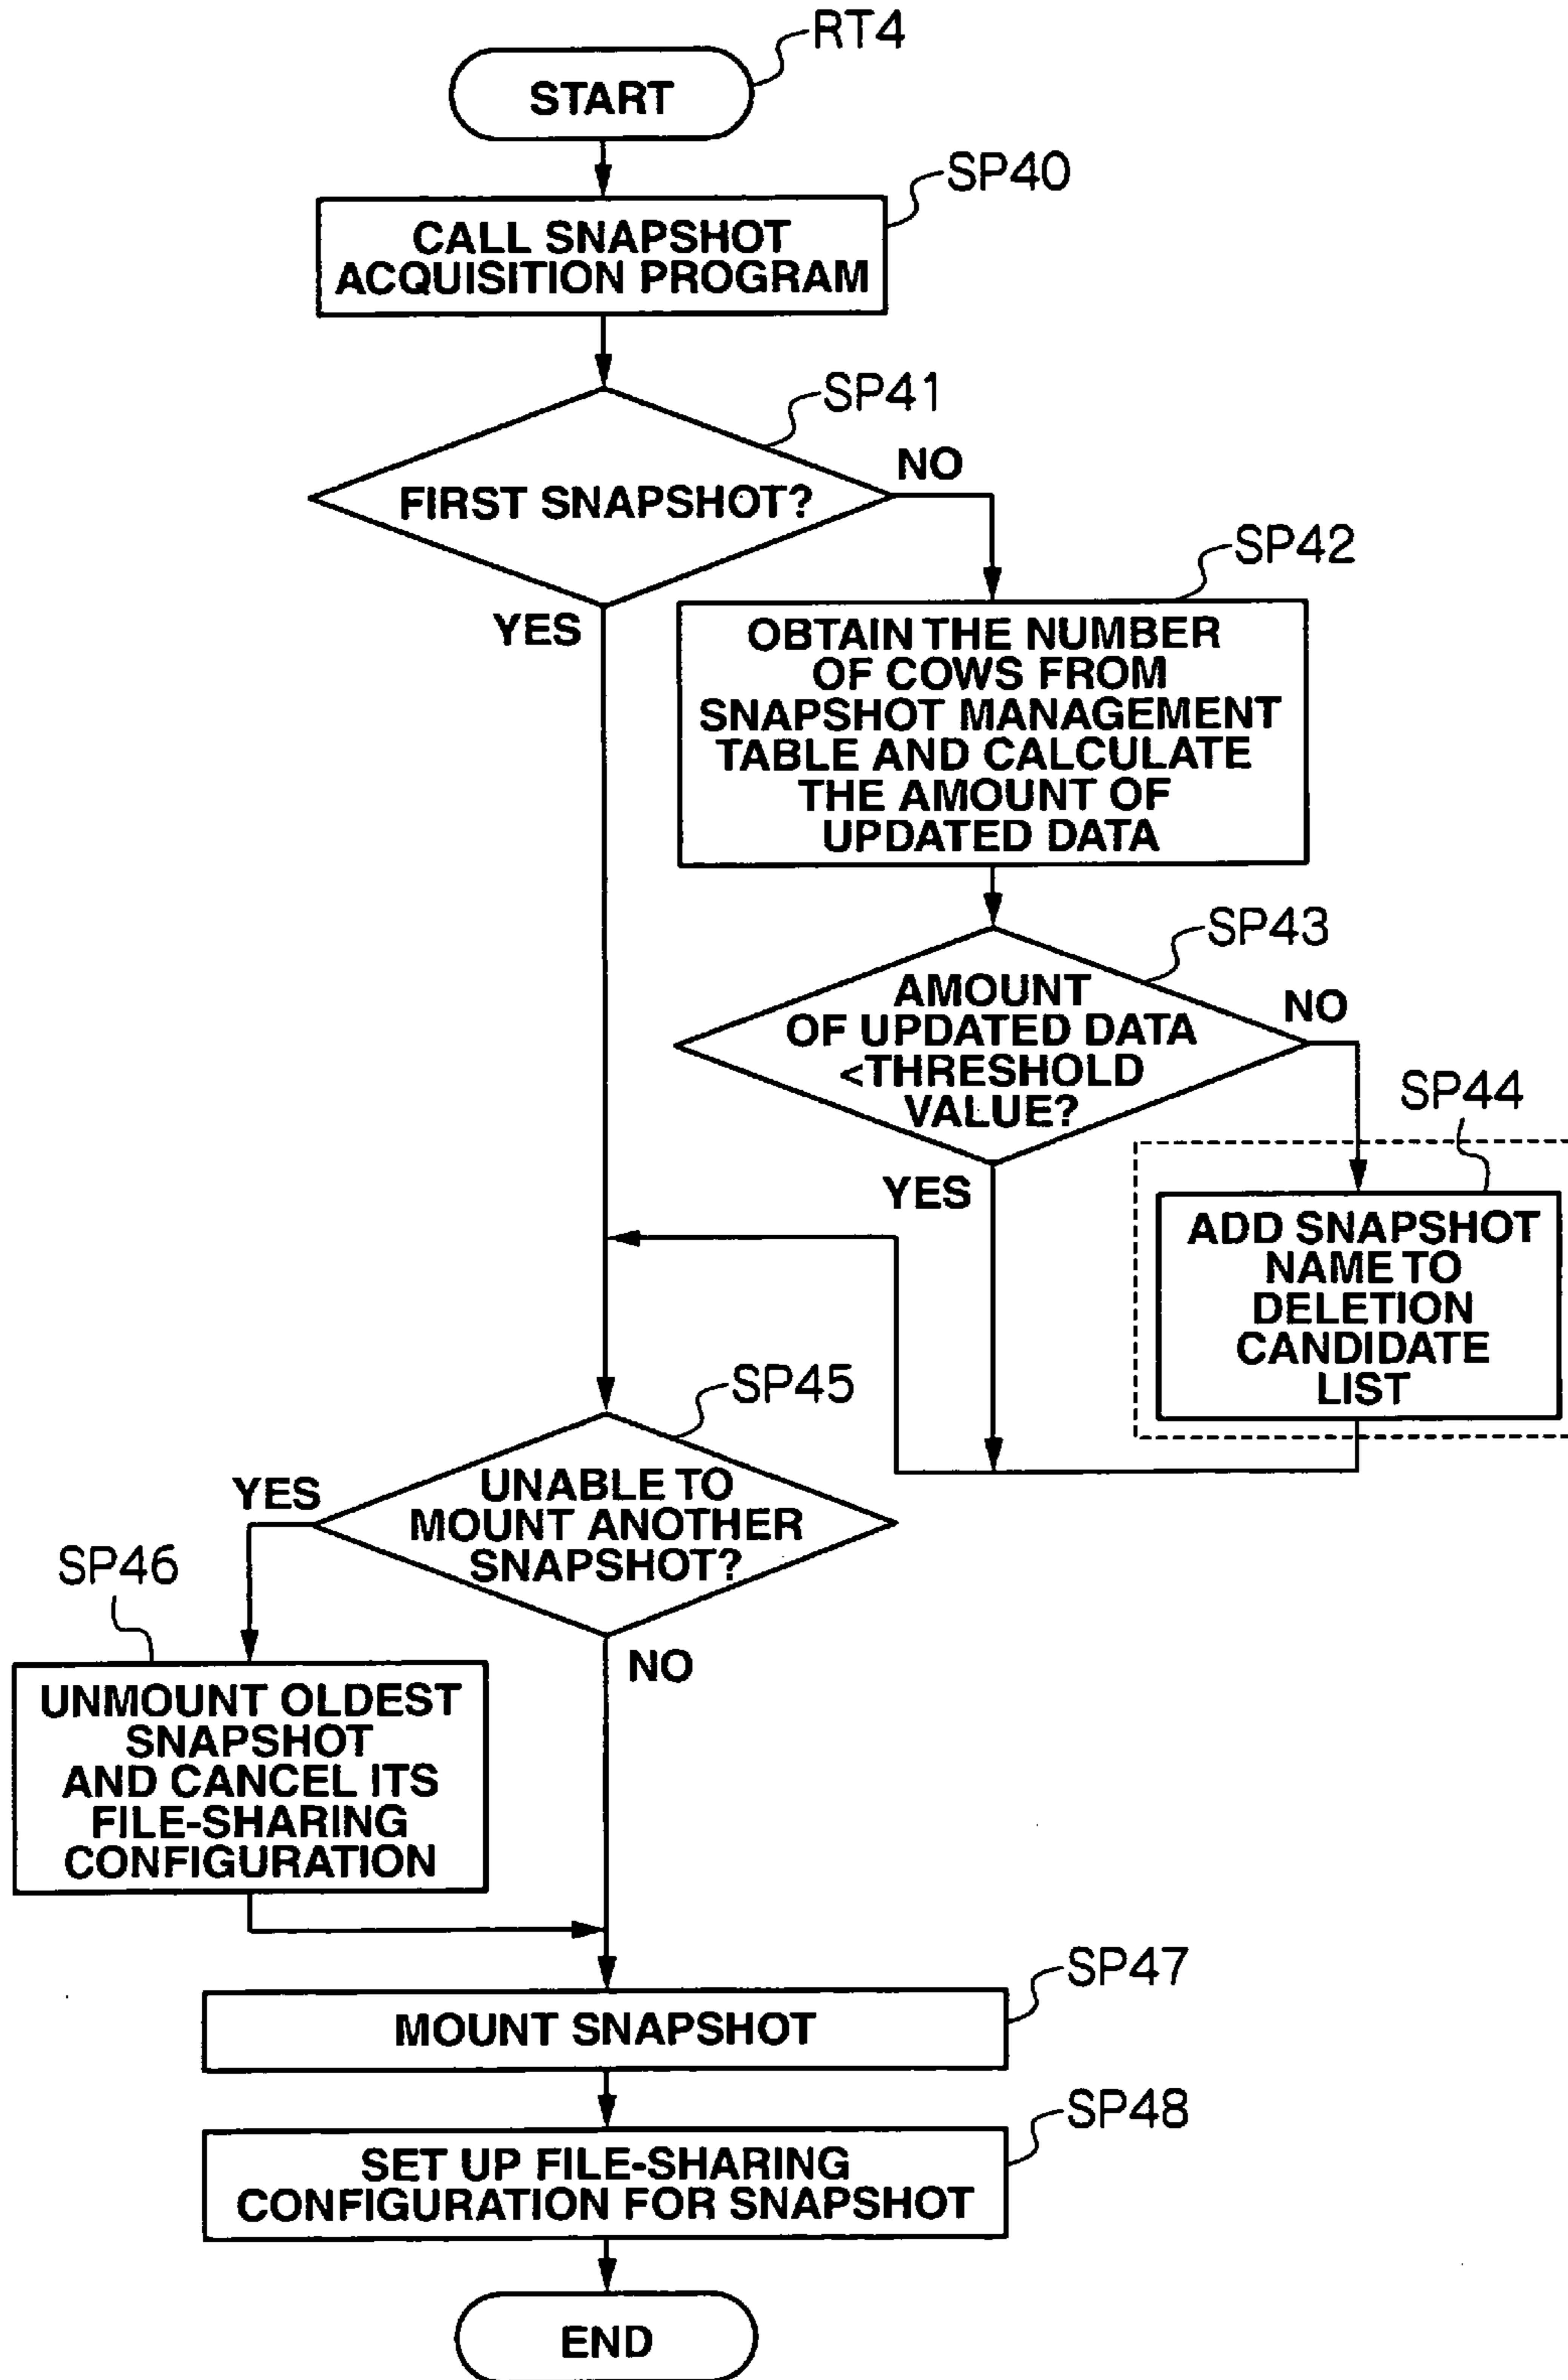 RT4
START
SP40
CALL SNAPSHOT
ACQUISITION PROGRAM
SP41
FIRST SNAPSHOT?
NO
YES
SP42
OBTAIN THE NUMBER
OF COWS FROM
SNAPSHOT MANAGEMENT
TABLE AND CALCULATE
THE AMOUNT OF
UPDATED DATA
SP43
AMOUNT
OF UPDATED DATA
<THRESHOLD
VALUE?
NO
YES
SP44
ADD SNAPSHOT
NAME TO
DELETION
CANDIDATE
LIST
SP45
UNABLE TO
MOUNT ANOTHER
SNAPSHOT?
YES
NO
SP46
UNMOUNT OLDEST
SNAPSHOT
AND CANCEL ITS
FILE-SHARING
CONFIGURATION
SP47
MOUNT SNAPSHOT
SP48
SET UP FILE-SHARING
CONFIGURATION FOR SNAPSHOT
END